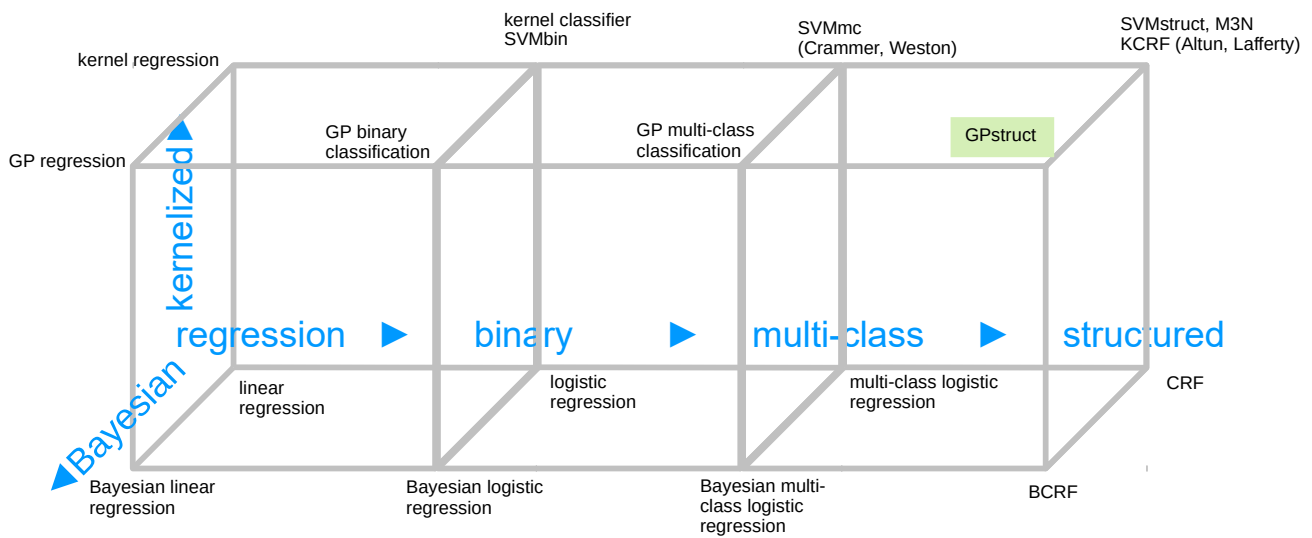 kernel classifier
SVMbin
SVMmc
(Crammer, Weston)
SVMstruct, M3N
KCRF (Altun, Lafferty)
kernel regression
GP binary
classification
GP multi-class
classification
GPstruct
GP regression
kernelized
regression
binary
multi-class
structured
Bayesian
linear
regression
logistic
regression
multi-class logistic
regression
CRF
Bayesian linear
regression
Bayesian logistic
regression
Bayesian multi-
class logistic
regression
BCRF